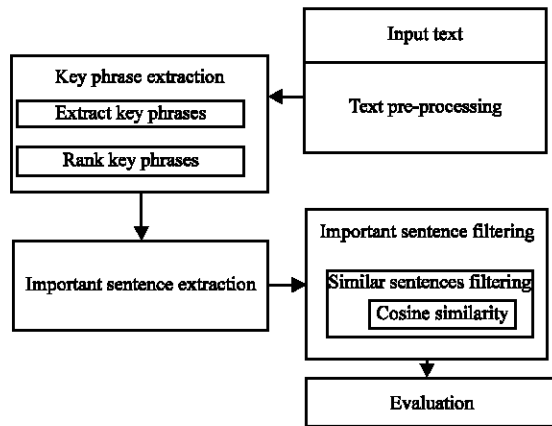 Input text
Text pre-processing
Key phrase extraction
Extract key phrases
Rank key phrases
Important sentence extraction
Important sentence filtering
Similar sentences filtering
Cosine similarity
Evaluation